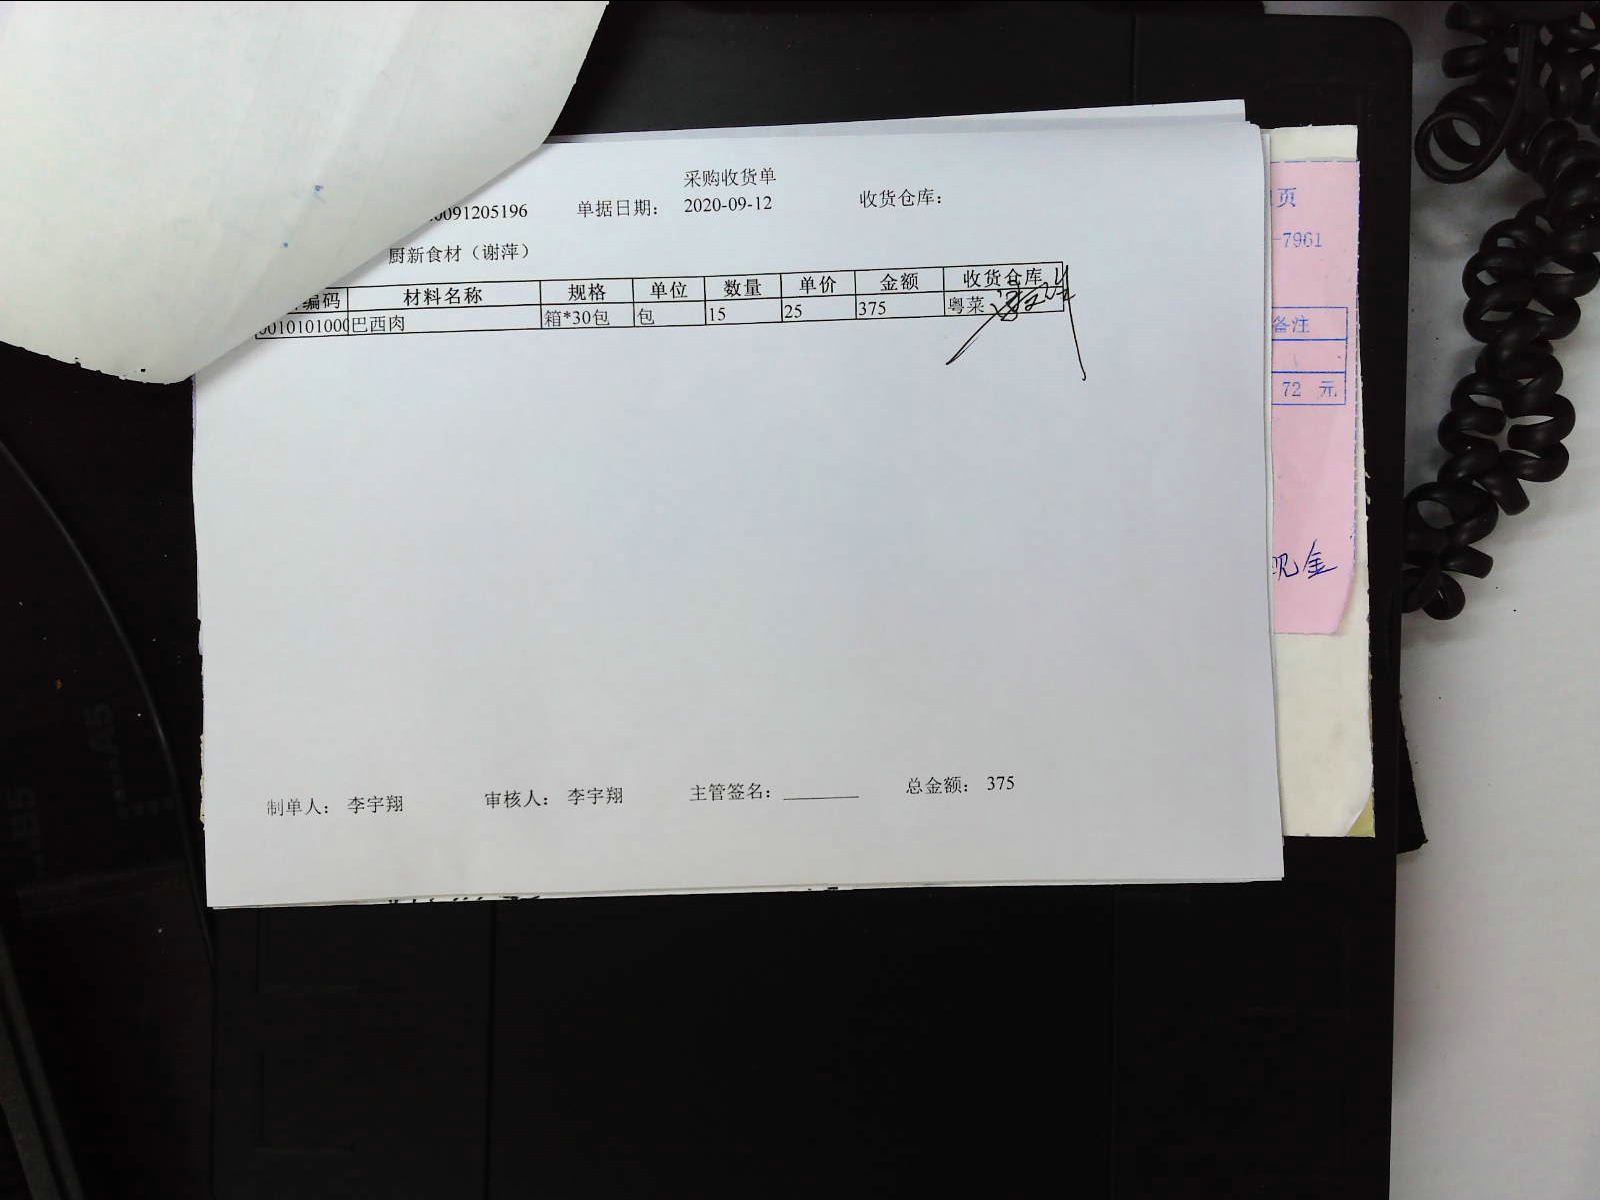 采购收货单
0091205196 单据日期: 2020-09-12 收货仓库:
厨新食材（谢萍）
编码 材料名称 规格 单位 数量 单价 金额 收货仓库
0010101000 巴西肉 箱*30包 包 15 25 375 粤菜
制单人: 李宇翔 审核人: 李宇翔 主管签名: 总金额: 375
页
-7961
备注
72 元
现金